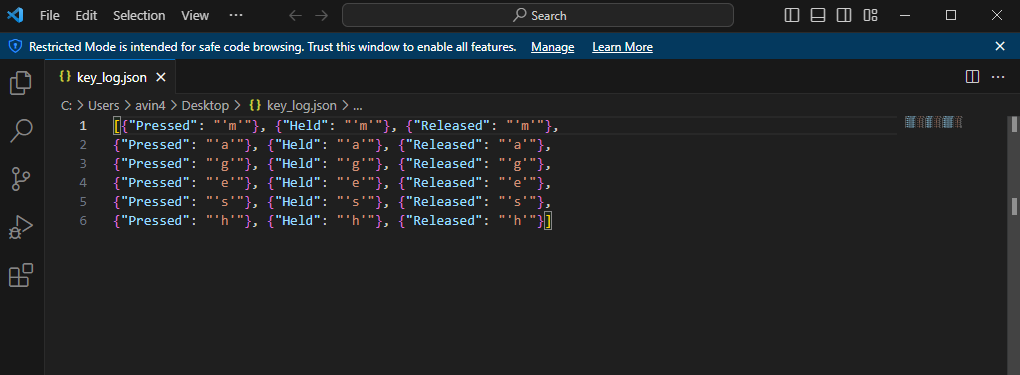 File Edit Selection View ··· Search
Restricted Mode is intended for safe code browsing. Trust this window to enable all features. Manage Learn More
{} key_log.json
C: > Users > avin4 > Desktop > {} key_log.json > ...
1 [{"Pressed": "'m'"}, {"Held": "'m'"}, {"Released": "'m'"},
2 {"Pressed": "'a'"}, {"Held": "'a'"}, {"Released": "'a'"},
3 {"Pressed": "'g'"}, {"Held": "'g'"}, {"Released": "'g'"},
4 {"Pressed": "'e'"}, {"Held": "'e'"}, {"Released": "'e'"},
5 {"Pressed": "'s'"}, {"Held": "'s'"}, {"Released": "'s'"},
6 {"Pressed": "'h'"}, {"Held": "'h'"}, {"Released": "'h'"}]